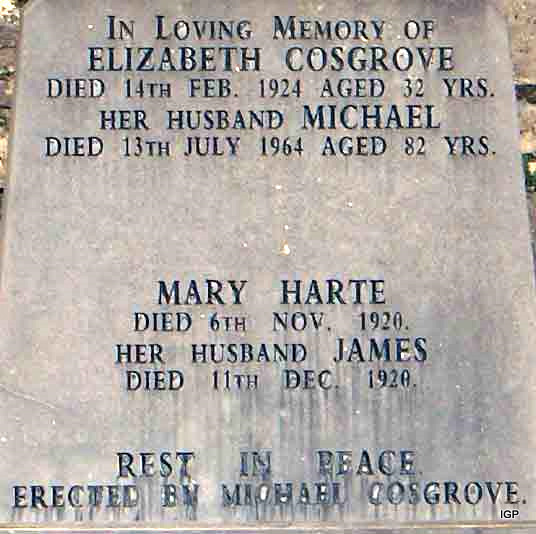 In Loving Memory of
ELIZABETH COSGROVE
DIED 14TH FEB. 1924 AGED 32 YRS.
HER HUSBAND MICHAEL
DIED 13TH JULY 1964 AGED 82 YRS.
MARY HARTE
DIED 6TH NOV. 1920.
HER HUSBAND JAMES
DIED 11TH DEC. 1920.
REST IN PEACE.
ERECTED BY MICHAEL COSGROVE.
IGP